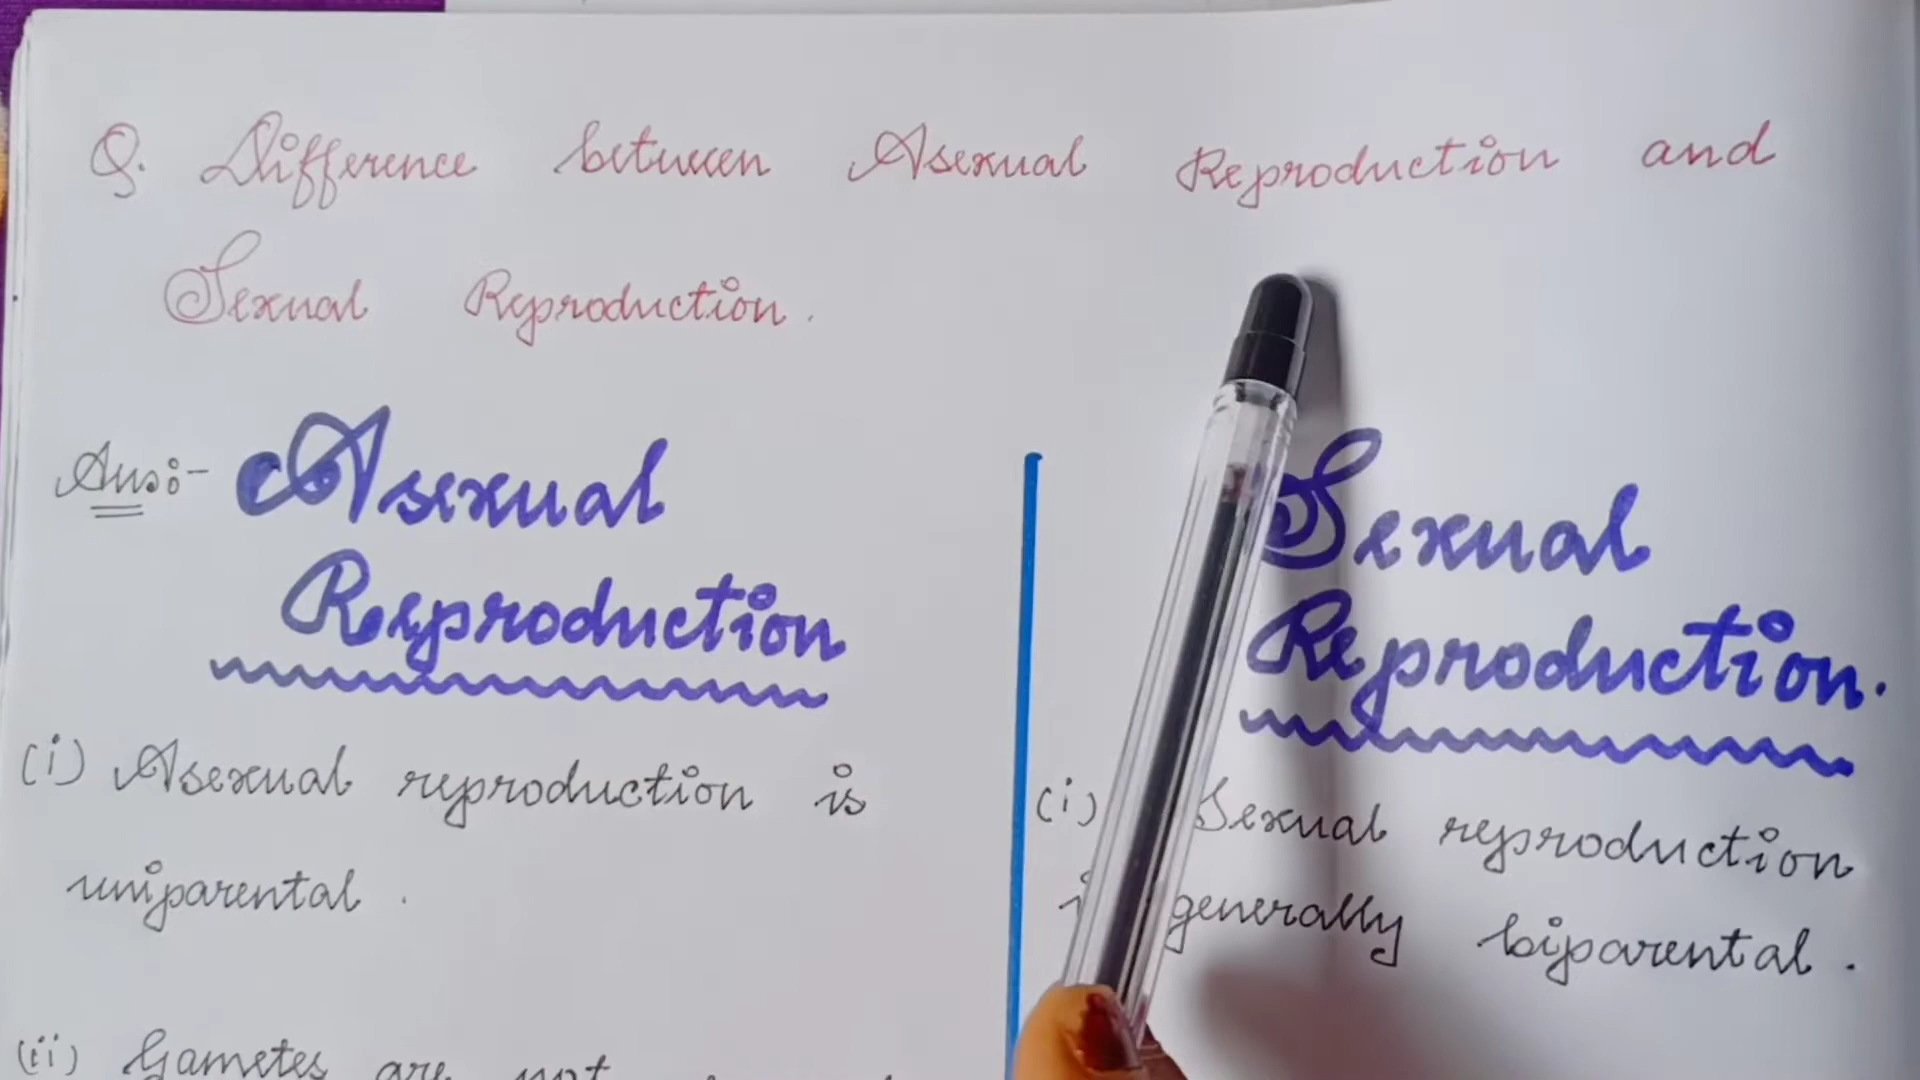 Q. Difference between Asexual Reproduction and
Sexual Reproduction.
Ans:- Asexual
Reproduction
(i) Asexual reproduction is
uniparental.
(ii) Gametes are not
Sexual
Reproduction.
(i) Sexual reproduction
generally biparental.